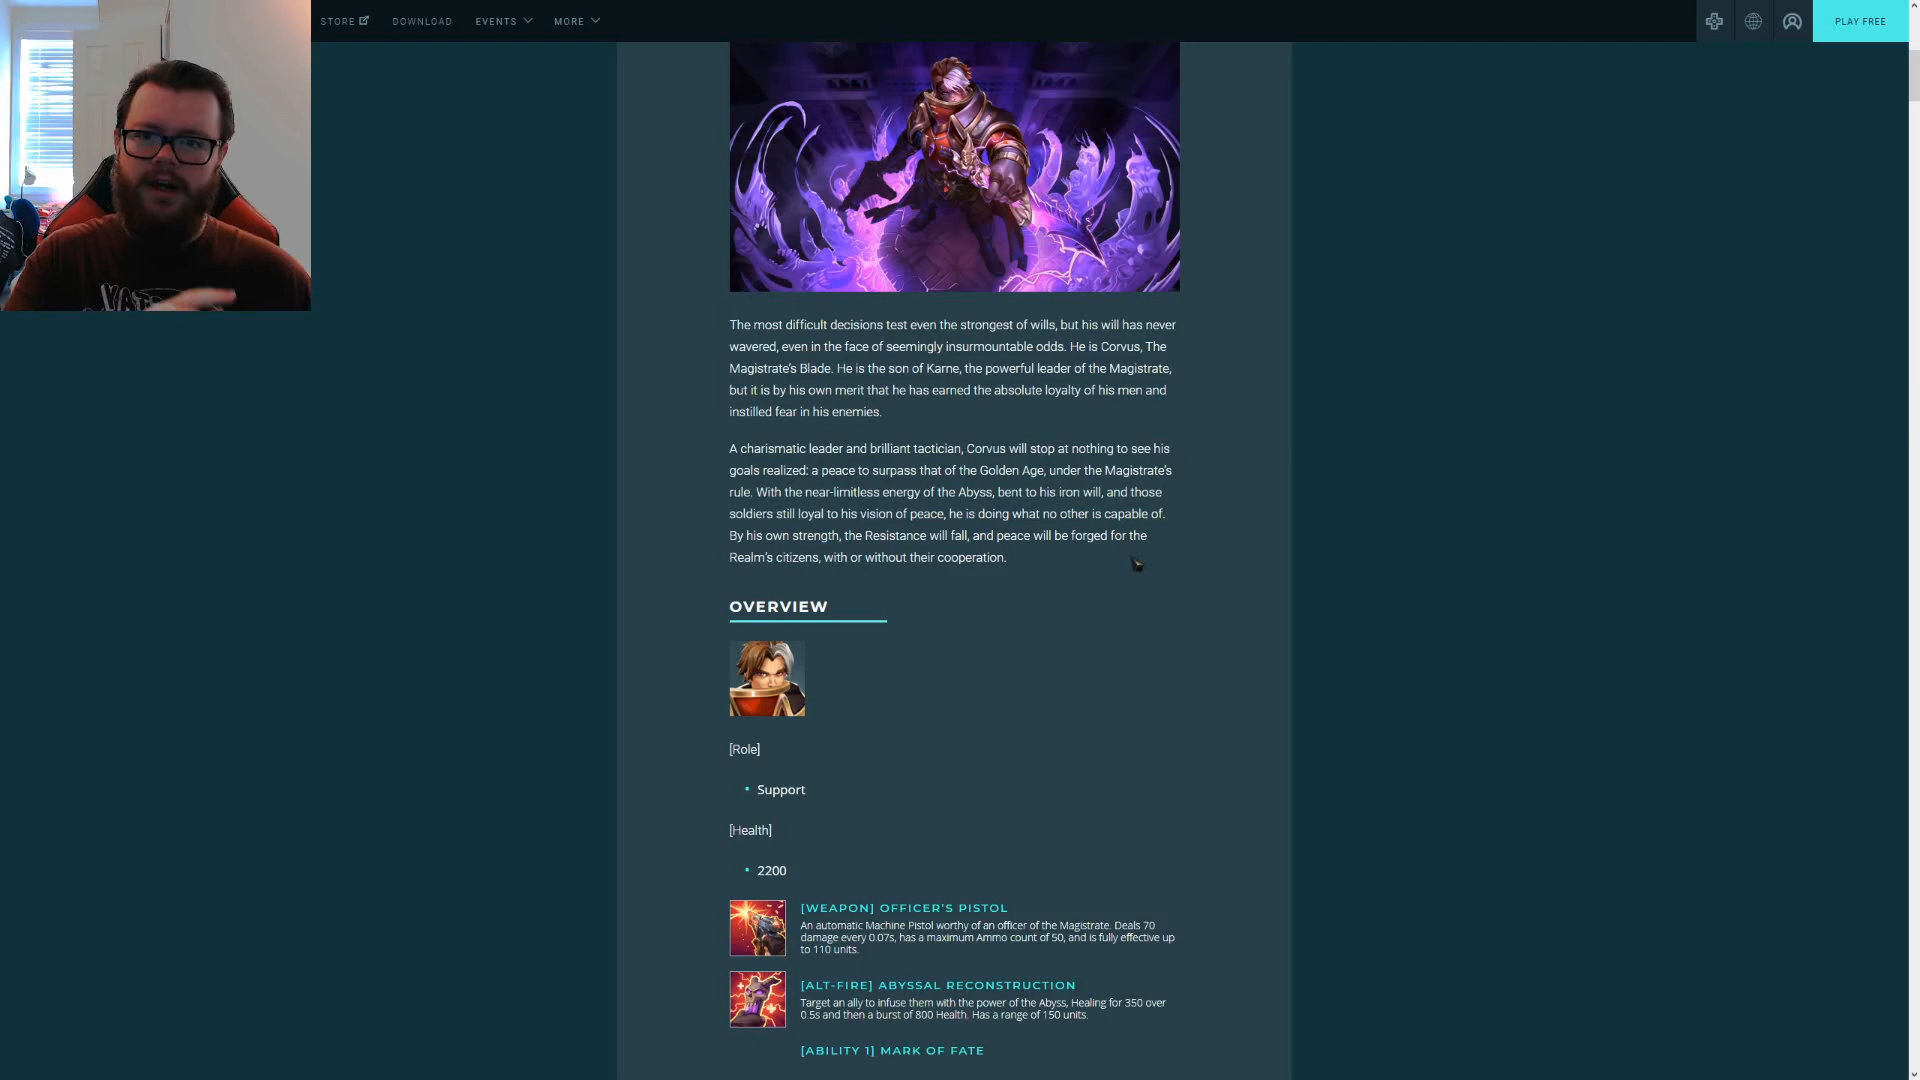 STORE DOWNLOAD EVENTS MORE PLAY FREE
The most difficult decisions test even the strongest of wills, but his will has never
wavered, even in the face of seemingly insurmountable odds. He is Corvus, The
Magistrate's Blade. He is the son of Karne, the powerful leader of the Magistrate,
but it is by his own merit that he has earned the absolute loyalty of his men and
instilled fear in his enemies.
A charismatic leader and brilliant tactician, Corvus will stop at nothing to see his
goals realized: a peace to surpass that of the Golden Age, under the Magistrate's
rule. With the near-limitless energy of the Abyss, bent to his iron will, and those
soldiers still loyal to his vision of peace, he is doing what no other is capable of.
By his own strength, the Resistance will fall, and peace will be forged for the
Realm's citizens, with or without their cooperation.
OVERVIEW
[Role]
• Support
[Health]
• 2200
[WEAPON] OFFICER'S PISTOL
An automatic Machine Pistol worthy of an officer of the Magistrate. Deals 70
damage every 0.07s, has a maximum Ammo count of 50, and is fully effective up
to 110 units.
[ALT-FIRE] ABYSSAL RECONSTRUCTION
Target an ally to infuse them with the power of the Abyss, Healing for 350 over
0.5s and then a burst of 800 Health. Has a range of 150 units.
[ABILITY 1] MARK OF FATE